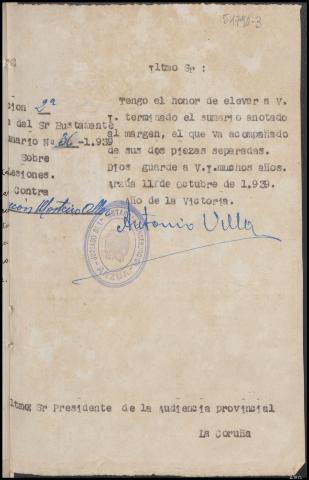 51790-3
Iltmo Sr :
Tengo el honor de elevar a V.
I. terminado el sumario anotado
al margen, el que va acompañado
de sus dos piezas separadas.
Dios guarde a V.I.muchos años.
Arzúa 11 de octubre de 1.939.
Año de la Victoria.
cion 2ª
a del Sr Bustamente
mario Nº 36 -1.939
Sobre
lesiones.
Contra
Antonio Villa
Iltmo Sr Presidente de la Audiencia provincial
La Coruña